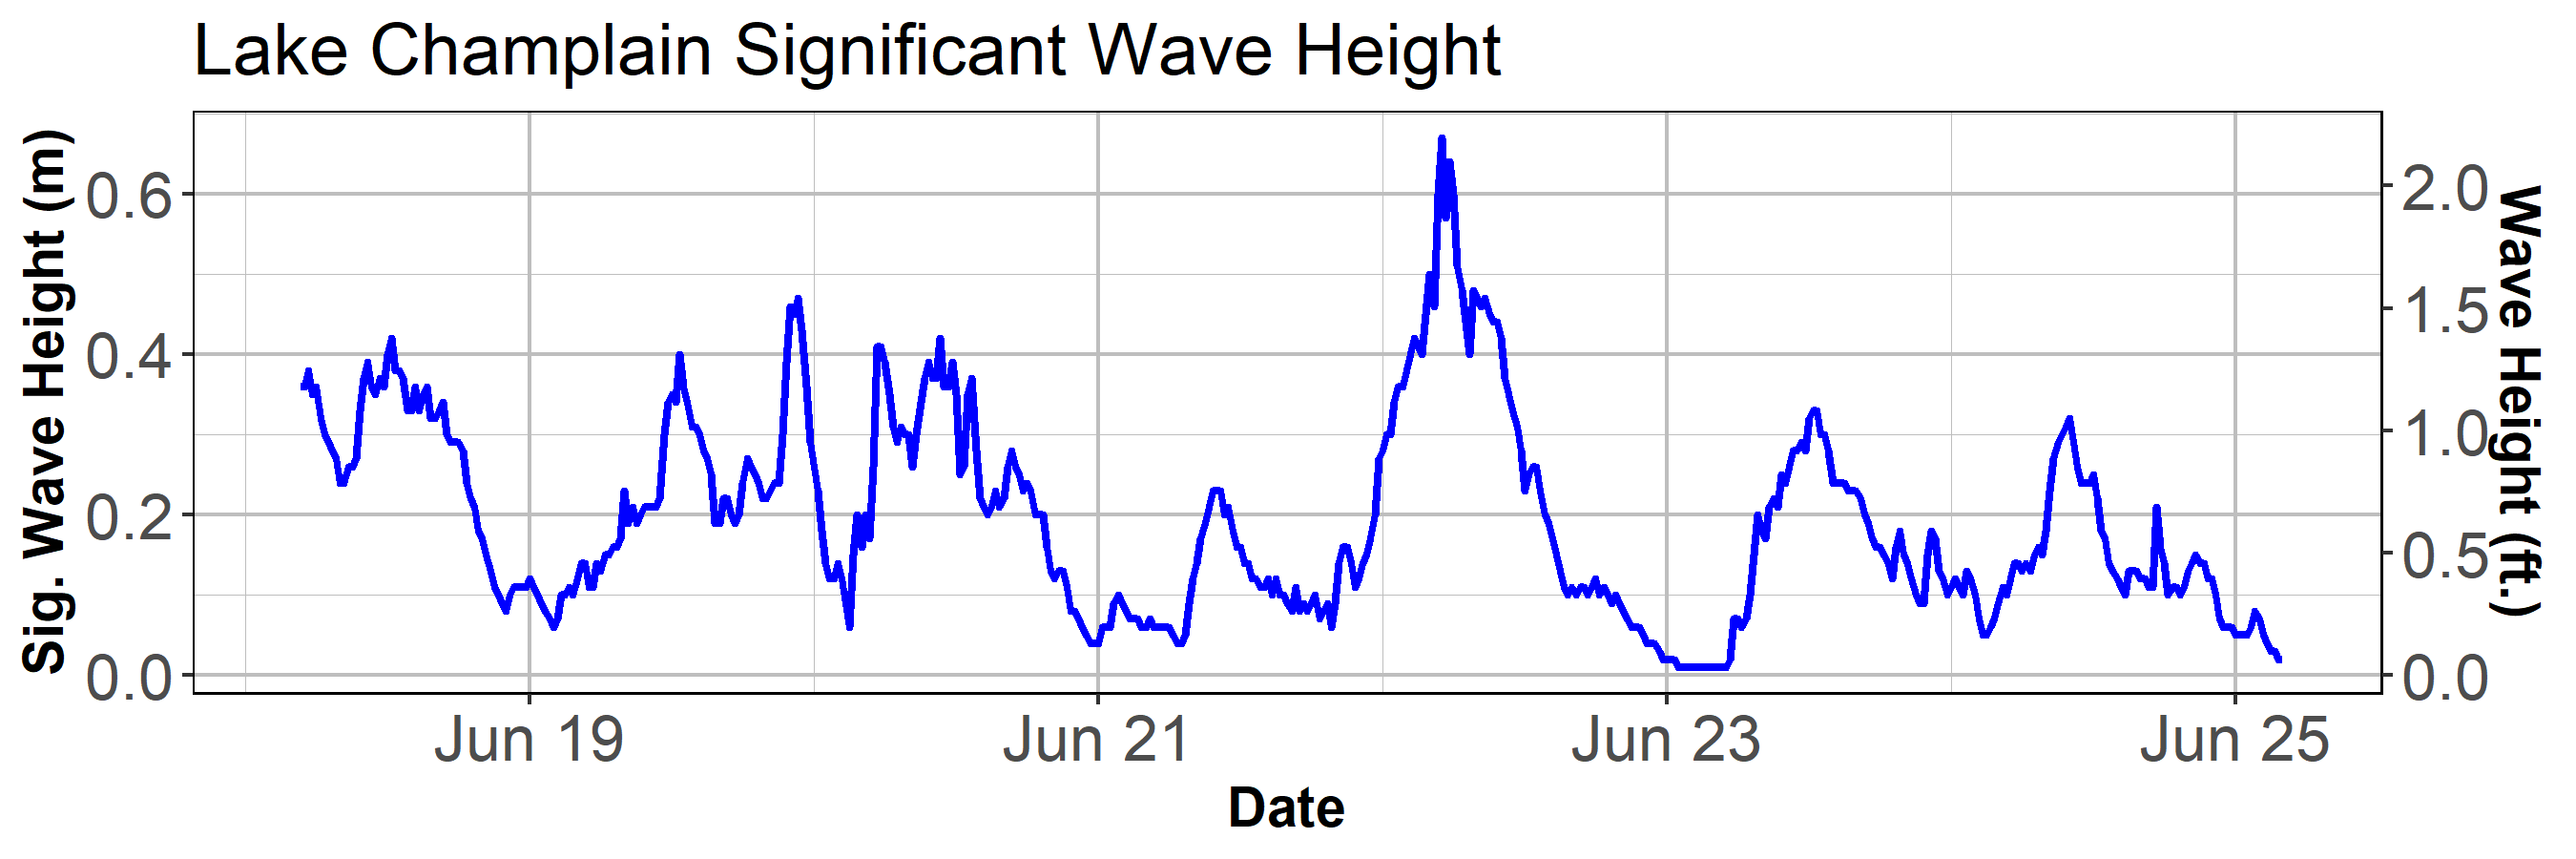 Lake Champlain Significant Wave Height
Sig. Wave Height (m)
0.6
0.4
0.2
0.0
2.0
1.5
1.0
0.5
0.0
Wave Height (ft.)
Jun 19
Jun 21
Jun 23
Jun 25
Date